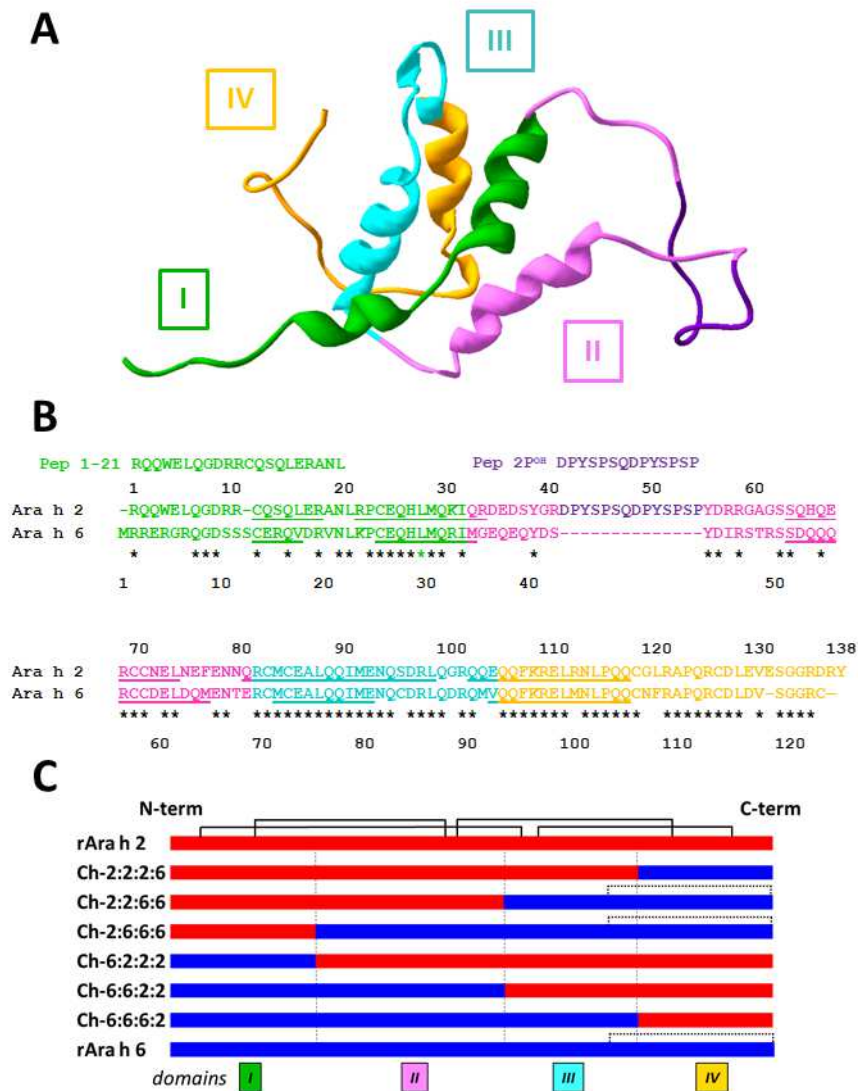 A
III
IV
I
II
B
Pep 1-21 RQQWELQGDRRCQSQLERANL Pep 2P^OH DPYSPSQDPYSPSP
1 10 20 30 40 50 60
Ara h 2 -RQQWELQGDRR-CQSQLERANLRPCEQHLMQKIQRDEDSYGRDPYSPSQDPYSPSPYDRRGAGSSQHQE
Ara h 6 MRRERGRQGDSSSCERQVDRVNLKPCEQHLMQRIMGEQEQYDS--------------YDIRSTRSSDQQQ
* *** * * * ** ******** * * ** * * ** *
1 10 20 30 40 50
70 80 90 100 110 120 130 138
Ara h 2 RCCNELNEFENNQRCMCEALQQIMENQSDRLQGRQQEQQFKRELRNLPQQCGLRAPQRCDLEVESGGRDRY
Ara h 6 RCCDELDQMENTERCMCEALQQIMENQCDRLQDRQMVQQFKRELMNLPQQCNFRAPQRCDLDV-SGGRC-
*** ** ** ************** **** ** ******* ****** ******** * ****
60 70 80 90 100 110 120
C
N-term C-term
rAra h 2
Ch-2:2:2:6
Ch-2:2:6:6
Ch-2:6:6:6
Ch-6:2:2:2
Ch-6:6:2:2
Ch-6:6:6:2
rAra h 6
domains I II III IV